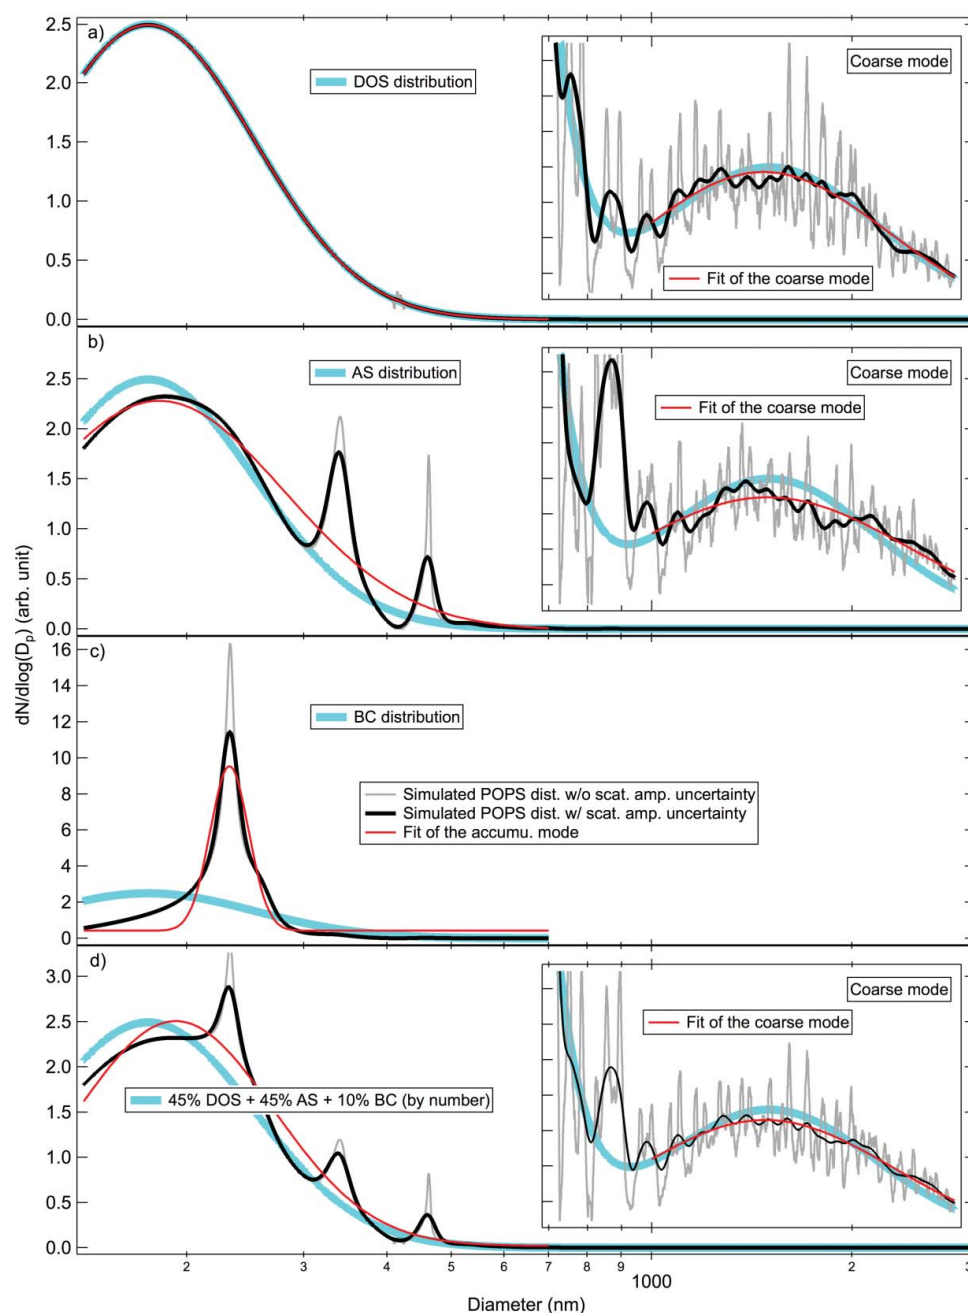 a)
2.5
2.0
1.5
1.0
0.5
0.0
DOS distribution
Coarse mode
Fit of the coarse mode
b)
2.5
2.0
1.5
1.0
0.5
0.0
AS distribution
Coarse mode
Fit of the coarse mode
dN/dlog(Dp) (arb. unit)
c)
16
14
12
10
8
6
4
2
0
BC distribution
Simulated POPS dist. w/o scat. amp. uncertainty
Simulated POPS dist. w/ scat. amp. uncertainty
Fit of the accumu. mode
d)
3.0
2.5
2.0
1.5
1.0
0.5
0.0
45% DOS + 45% AS + 10% BC (by number)
Coarse mode
Fit of the coarse mode
2 3 4 5 6 7 8 9 1000 2 3
Diameter (nm)